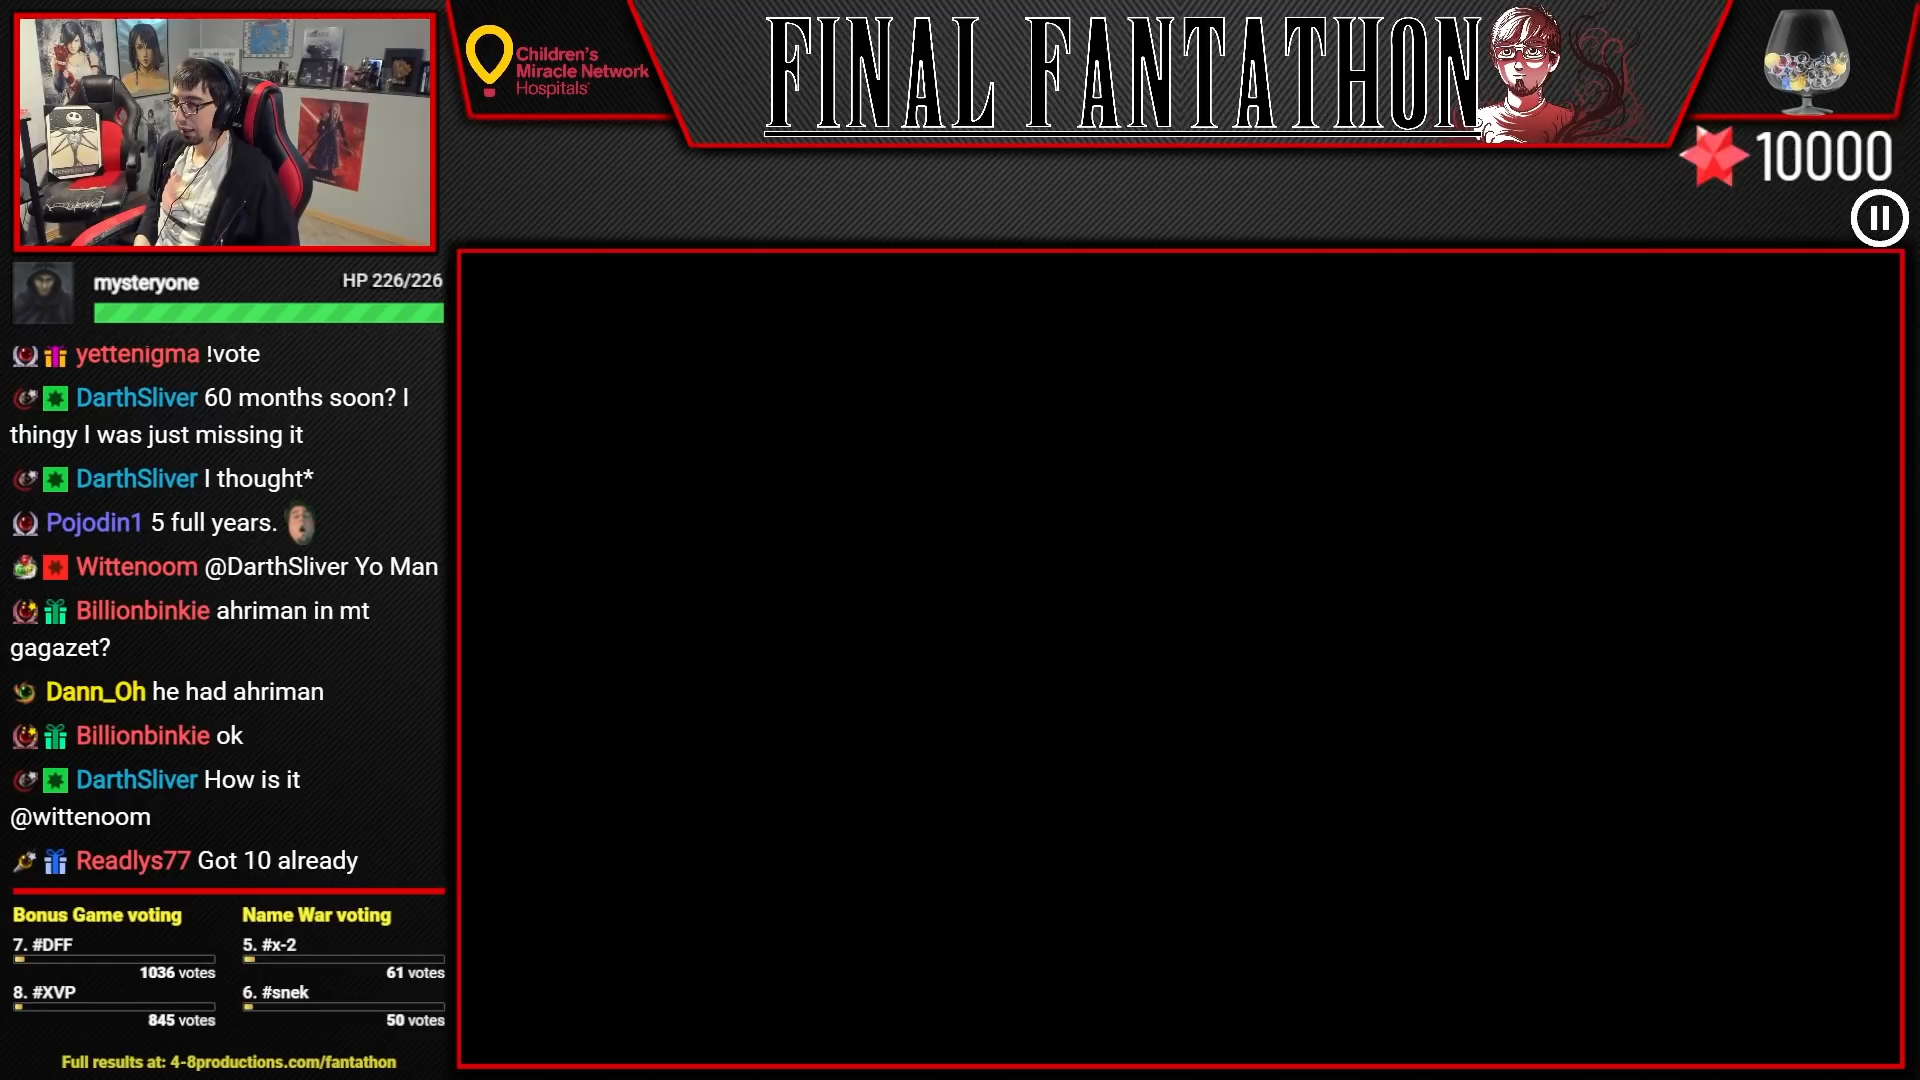 Children's
Miracle Network
Hospitals
FINAL FANTATHON
10000
mysteryone
HP 226/226
yettenigma !vote
DarthSliver 60 months soon? I
thingy I was just missing it
DarthSliver I thought*
Pojodin1 5 full years.
Wittenoom @DarthSliver Yo Man
Billionbinkie ahriman in mt
gagazet?
Dann_Oh he had ahriman
Billionbinkie ok
DarthSliver How is it
@wittenoom
Readlys77 Got 10 already
Bonus Game voting
7. #DFF
1036 votes
8. #XVP
845 votes
Name War voting
5. #x-2
61 votes
6. #snek
50 votes
Full results at: 4-8productions.com/fantathon